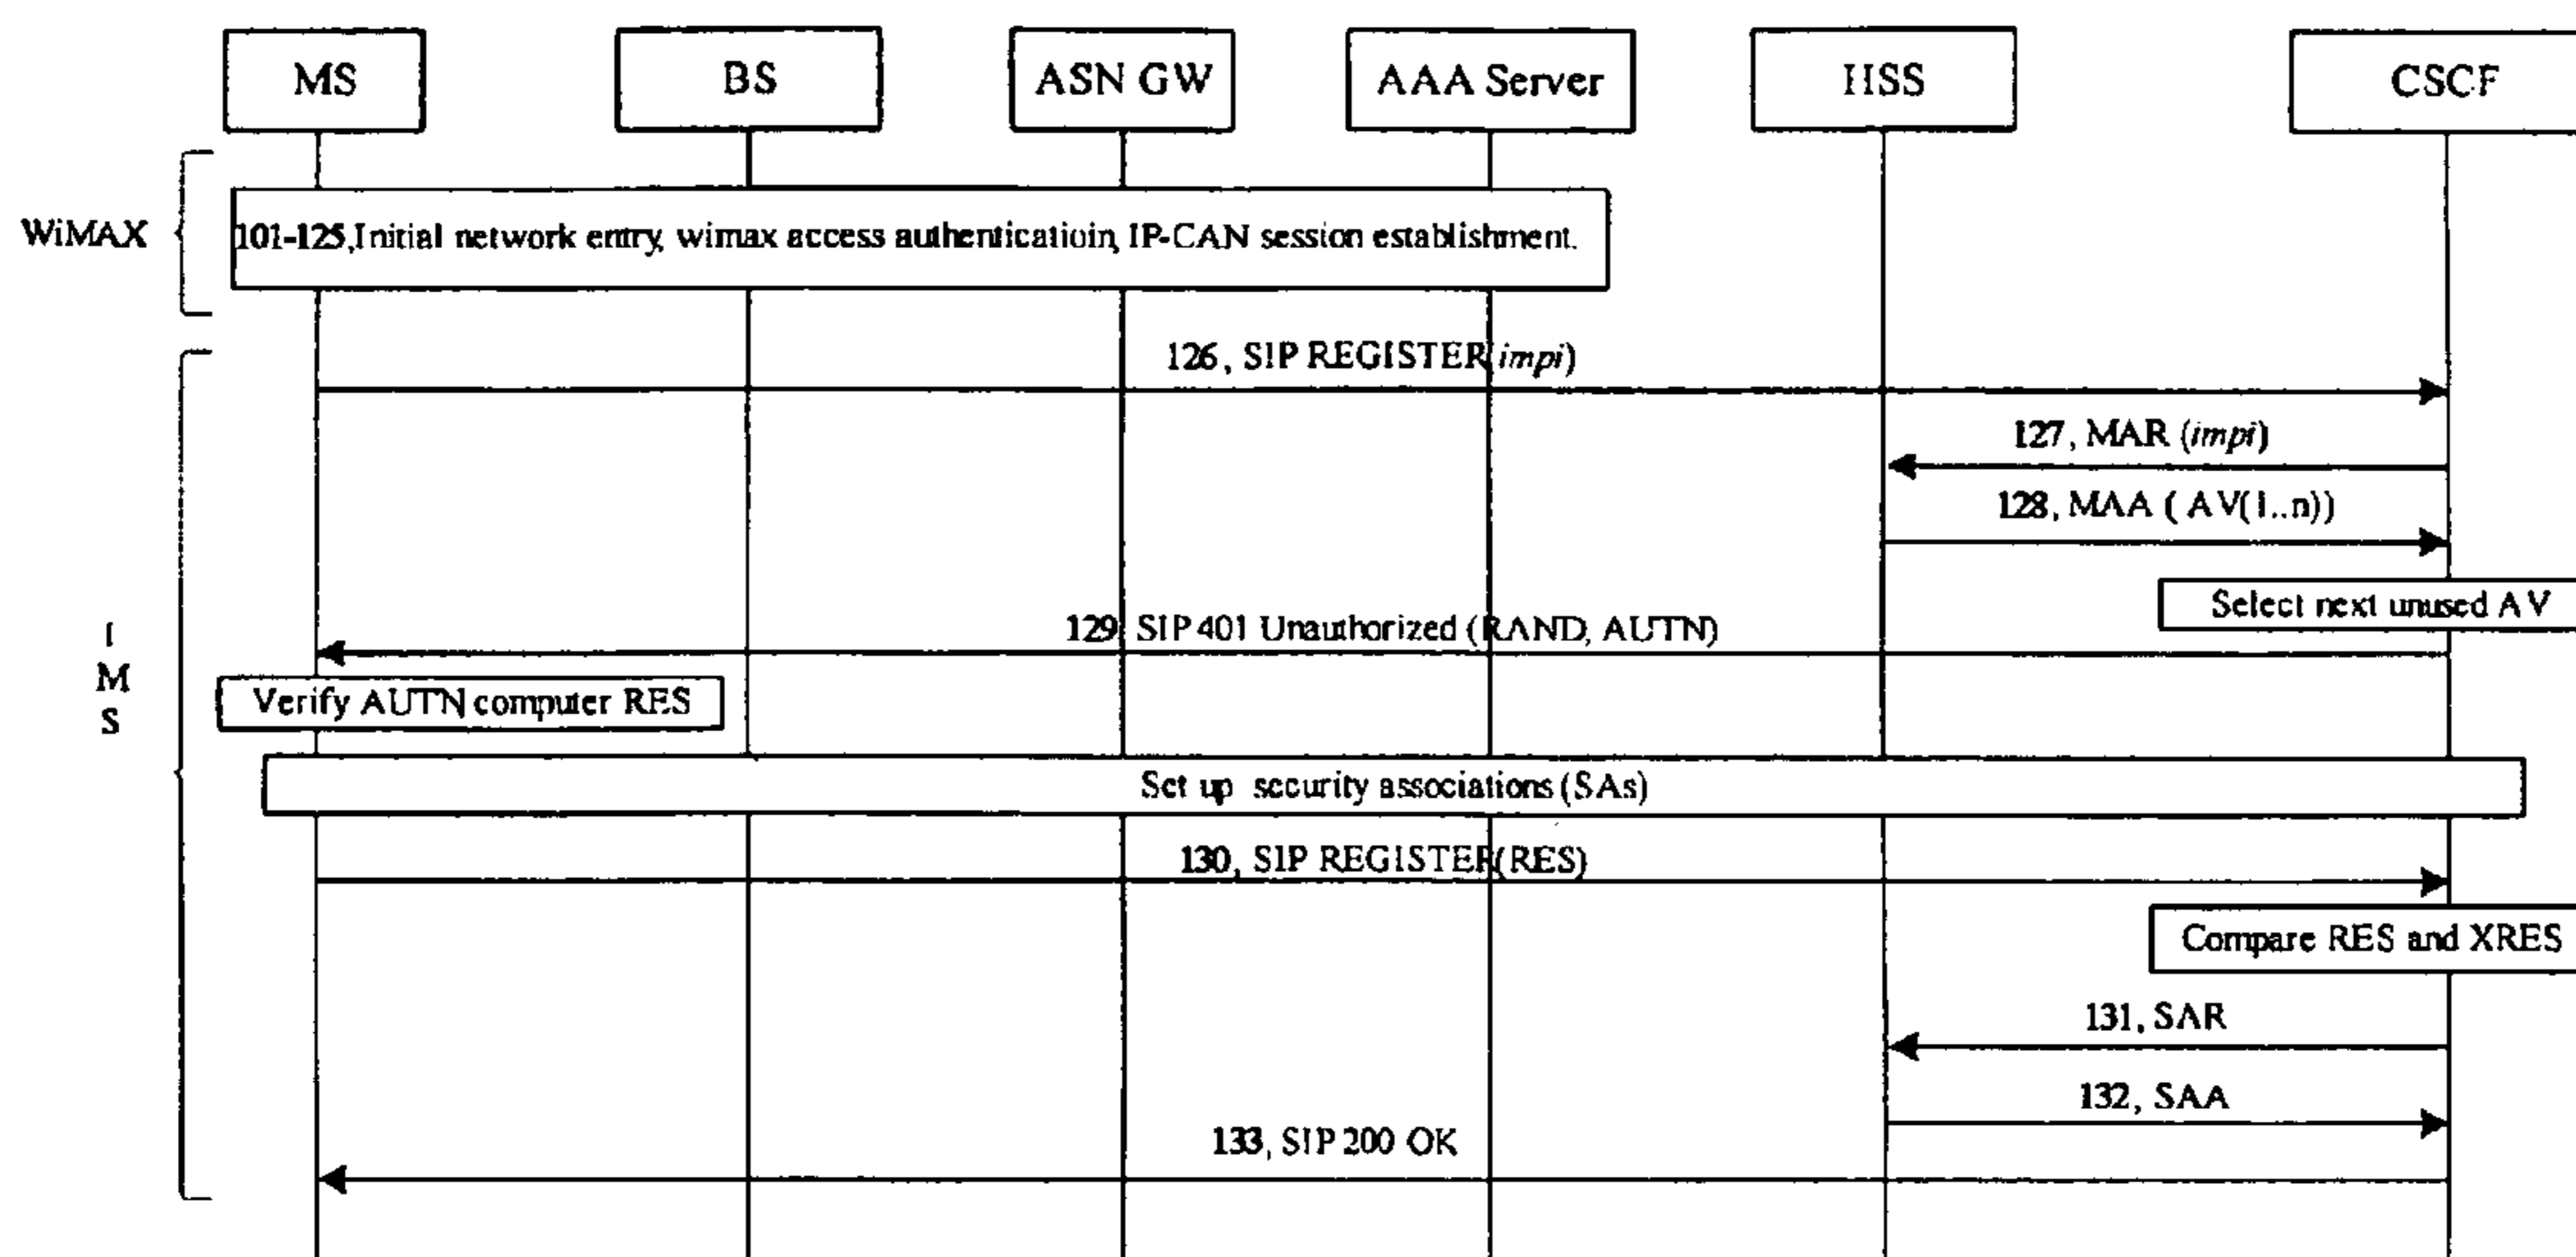 MS
BS
ASN GW
AAA Server
HSS
CSCF
WiMAX
101-125,Initial network entry, wimax access authenticatioin, IP-CAN session establishment.
126, SIP REGISTER(impi)
127, MAR (impi)
128, MAA ( AV(1..n))
Select next unused AV
129, SIP 401 Unauthorized (RAND, AUTN)
I
M
S
Verify AUTN computer RES
Set up security associations (SAs)
130, SIP REGISTER(RES)
Compare RES and XRES
131, SAR
132, SAA
133, SIP 200 OK